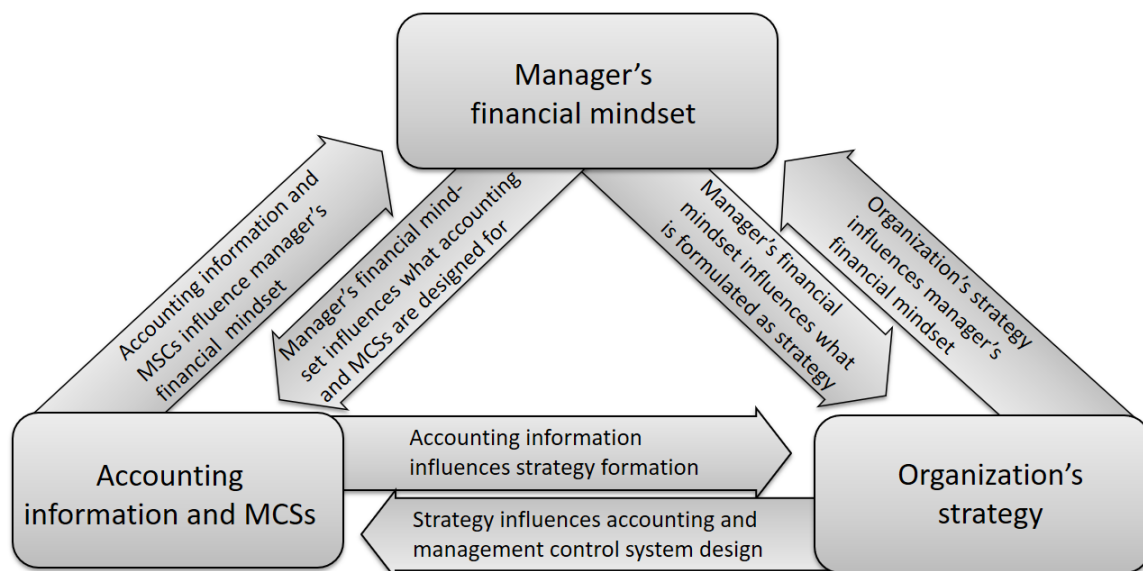 Manager's
financial mindset
Accounting information and
MSCs influence manager's
financial mindset
Manager's financial mind-
set influences what accounting
and MCSs are designed for
Manager's financial
mindset influences what
is formulated as strategy
Organization's strategy
influences manager's
financial mindset
Accounting
information and MCSs
Accounting information
influences strategy formation
Strategy influences accounting and
management control system design
Organization's
strategy